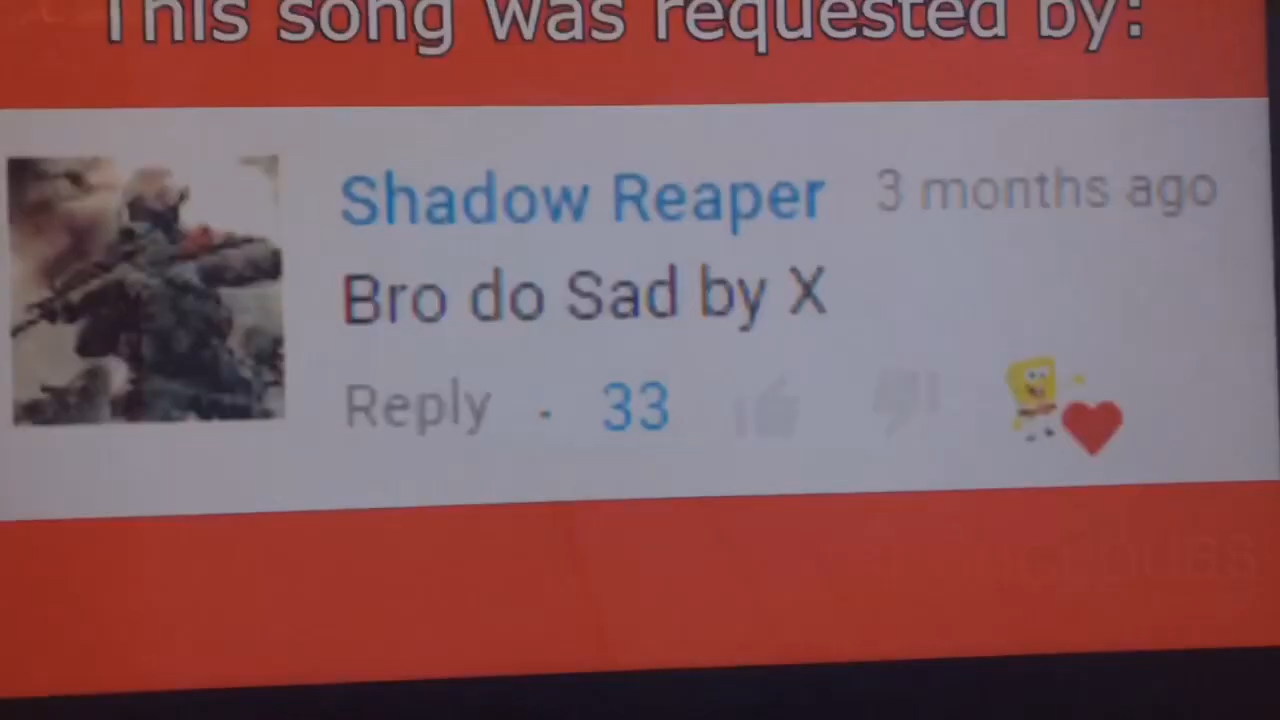 This song was requested by:
Shadow Reaper 3 months ago
Bro do Sad by X
Reply · 33